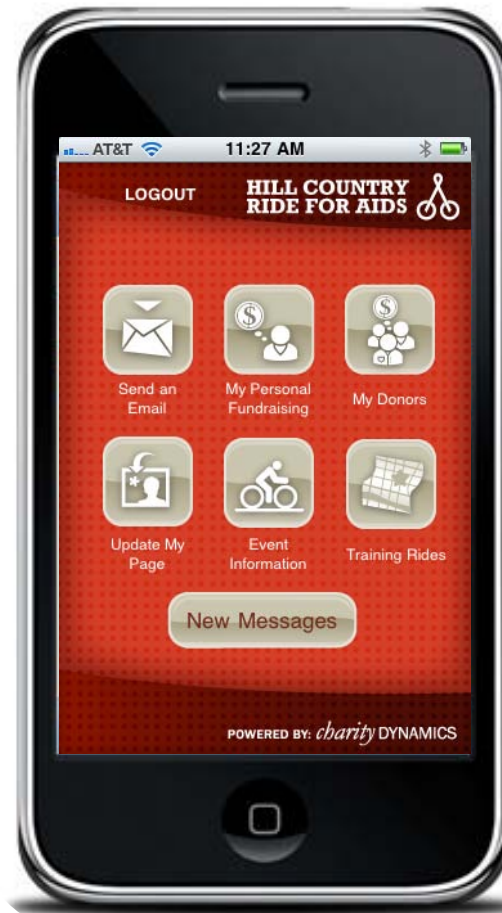 AT&T 11:27 AM
LOGOUT
HILL COUNTRY
RIDE FOR AIDS
$ $
Send an
Email
My Personal
Fundraising
My Donors
Update My
Page
Event
Information
Training Rides
New Messages
POWERED BY: charity DYNAMICS